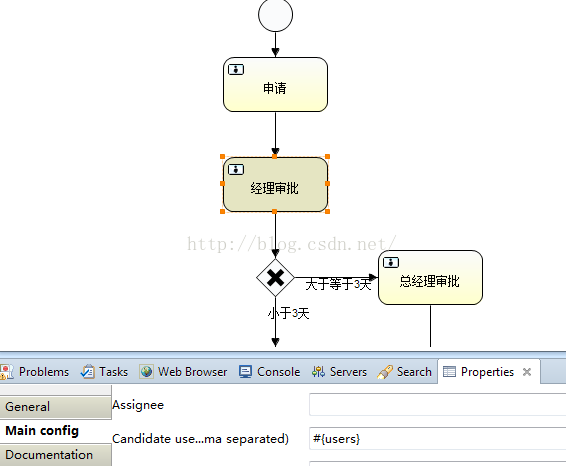 申请
经理审批
http://blog.csdn.net/
大于等于3天
总经理审批
小于3天
Problems Tasks Web Browser Console Servers Search Properties
General
Assignee
Main config
Candidate use...ma separated) #{users}
Documentation